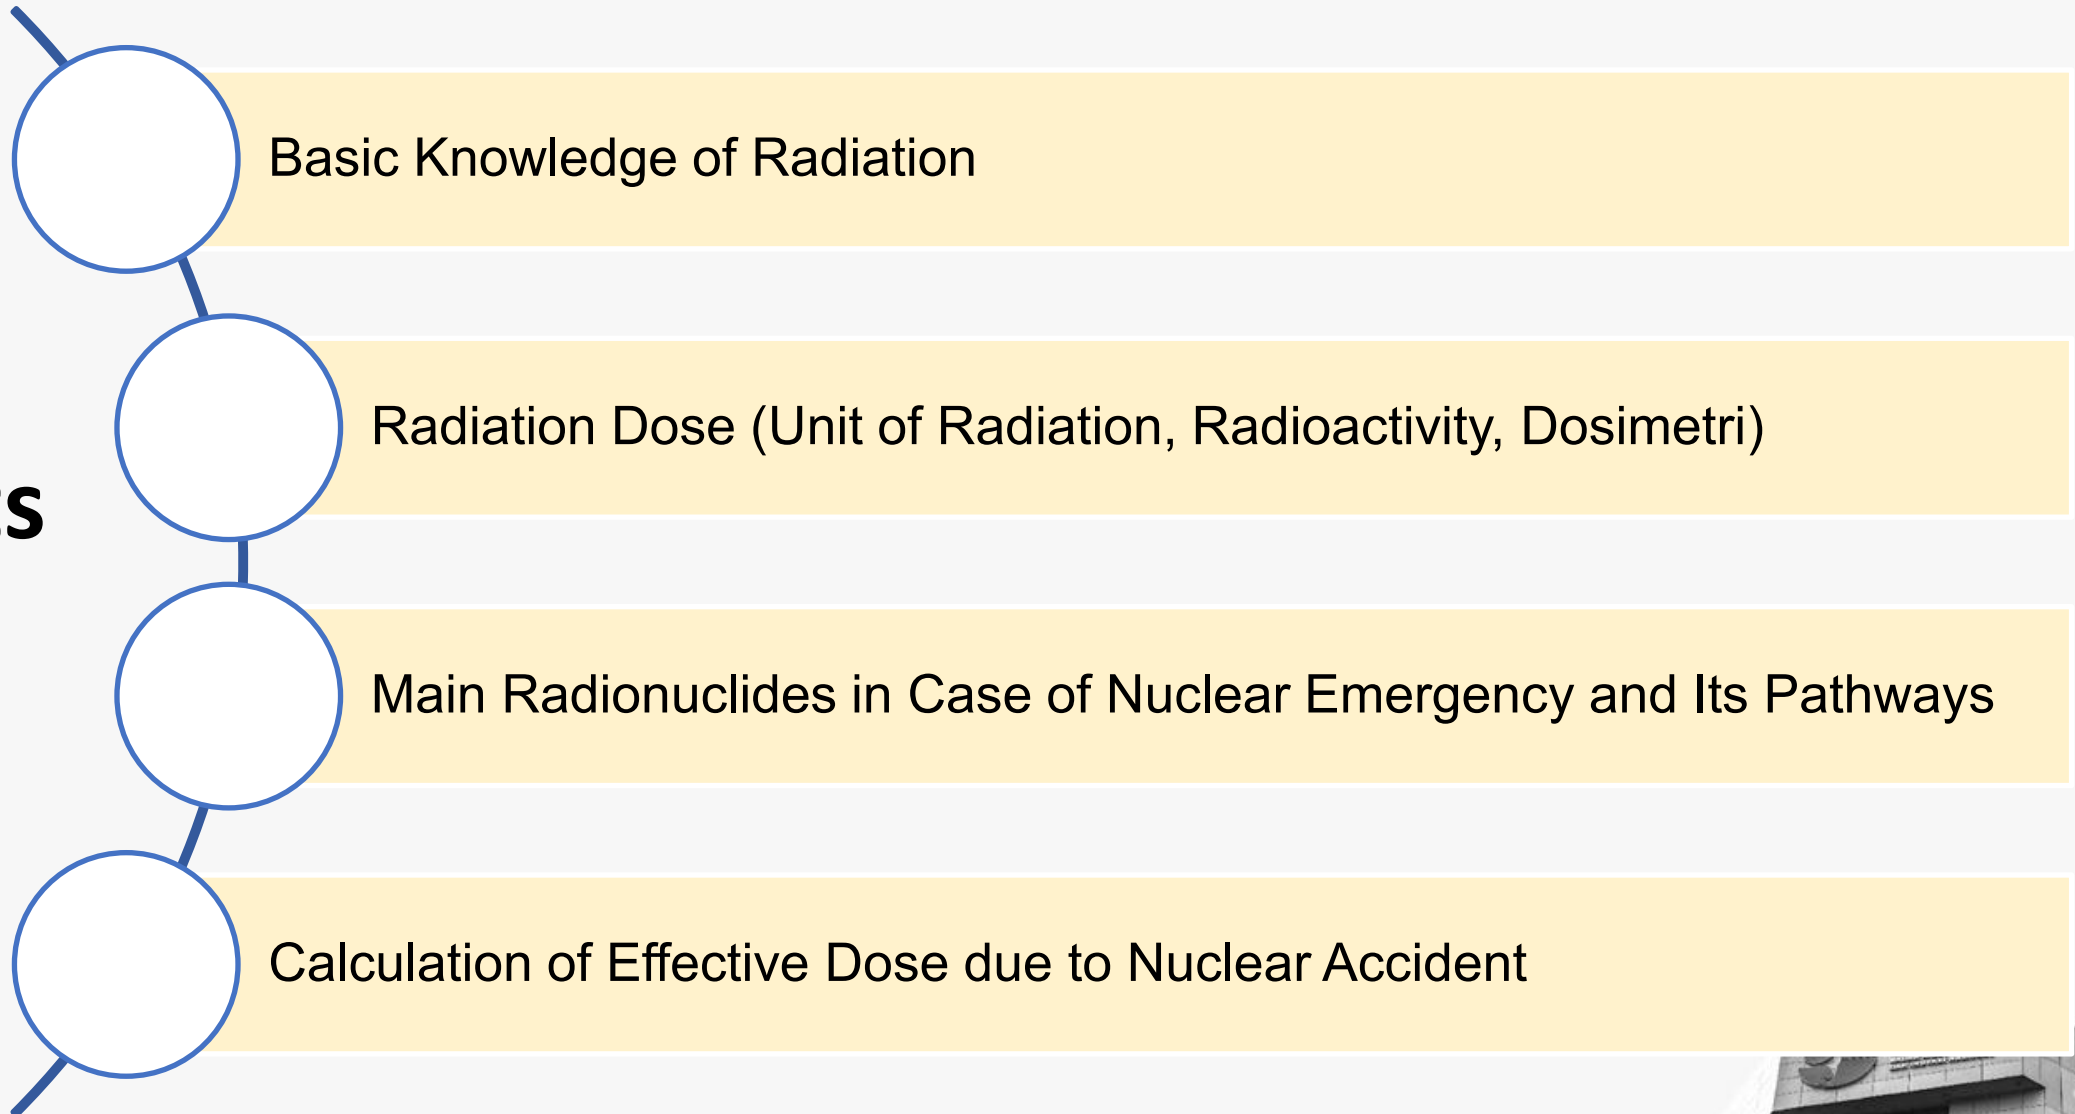 Basic Knowledge of Radiation
Radiation Dose (Unit of Radiation, Radioactivity, Dosimetri)
Main Radionuclides in Case of Nuclear Emergency and Its Pathways
Calculation of Effective Dose due to Nuclear Accident